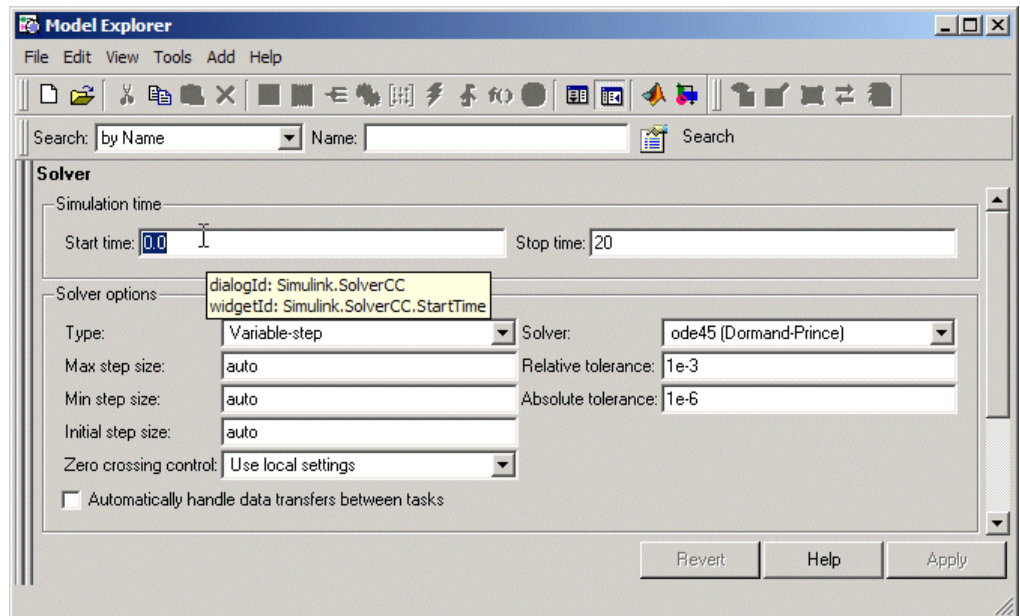 Model Explorer
File Edit View Tools Add Help
f()
Search: by Name Name: Search
Solver
Simulation time
Start time: 0.0 Stop time: 20
dialogId: Simulink.SolverCC
widgetId: Simulink.SolverCC.StartTime
Solver options
Type: Variable-step Solver: ode45 (Dormand-Prince)
Max step size: auto Relative tolerance: 1e-3
Min step size: auto Absolute tolerance: 1e-6
Initial step size: auto
Zero crossing control: Use local settings
Automatically handle data transfers between tasks
Revert Help Apply